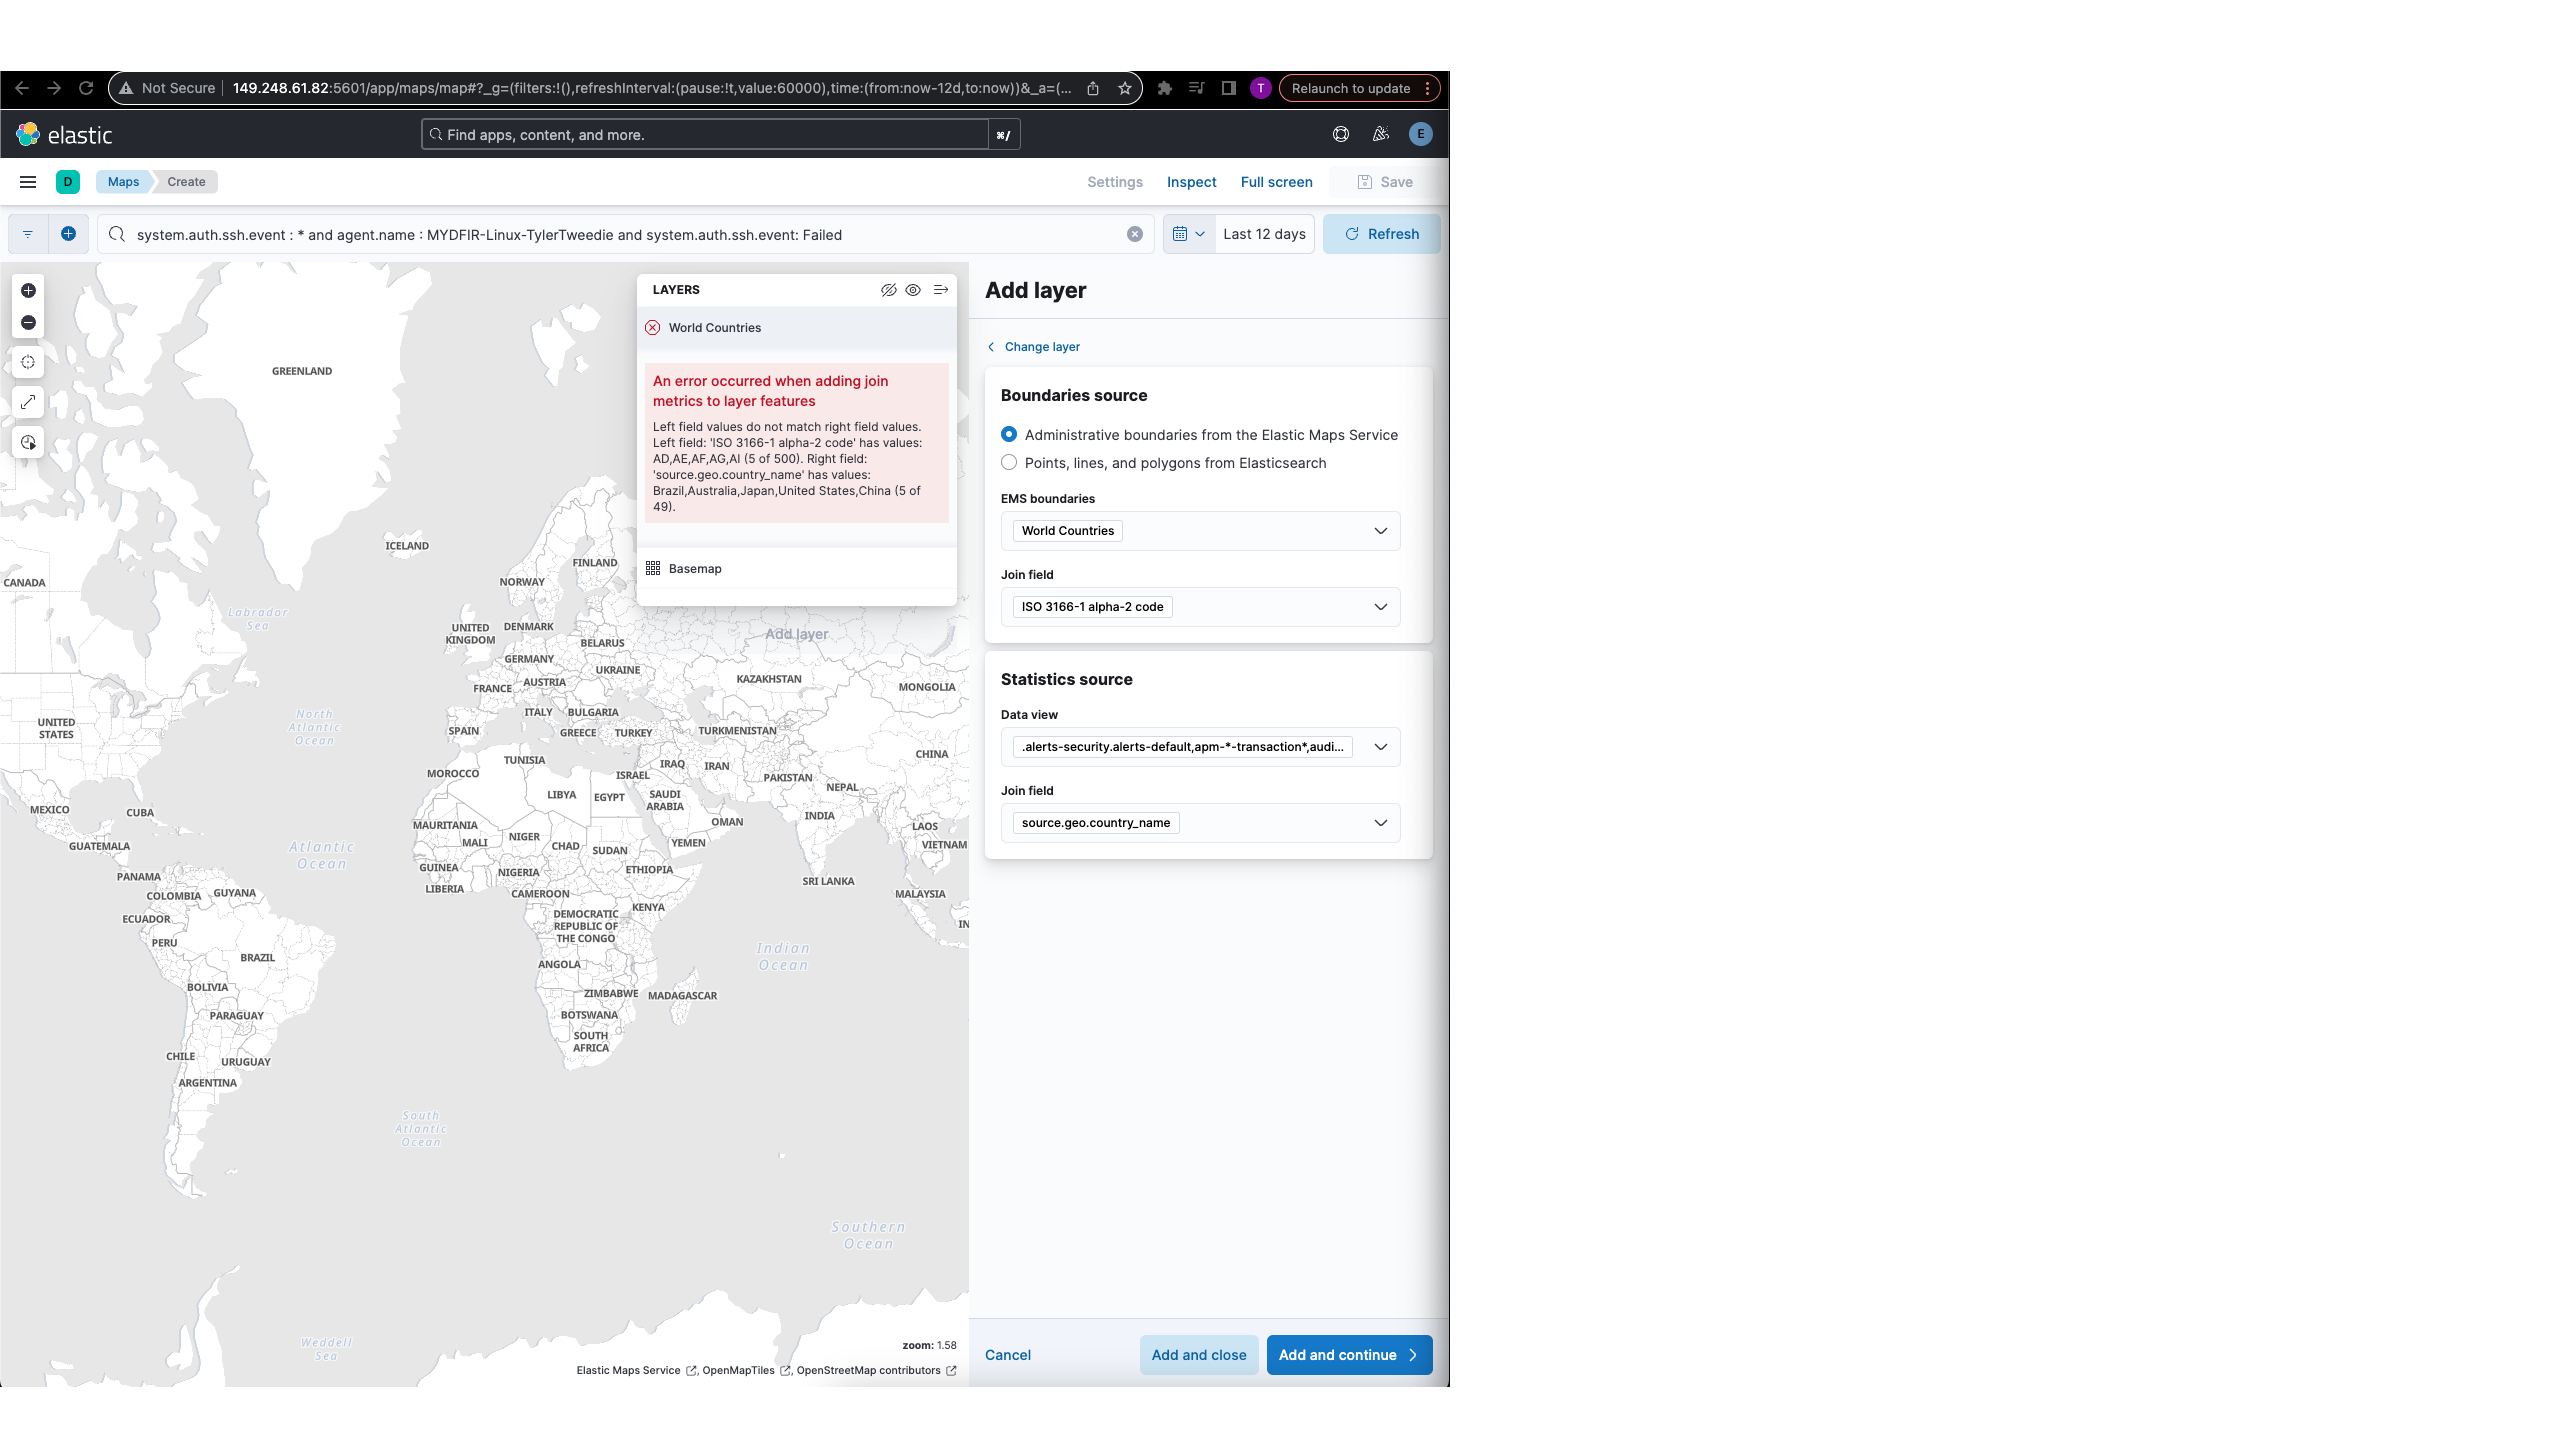 Not Secure 149.248.61.82:5601/app/maps/map#?_g=(filters:!(),refreshInterval:(pause:!t,value:60000),time:(from:now-12d,to:now))&_a=(...
T
Relaunch to update
elastic
Find apps, content, and more.
⌘/
E
D
Maps
Create
Settings
Inspect
Full screen
Save
system.auth.ssh.event : * and agent.name : MYDFIR-Linux-TylerTweedie and system.auth.ssh.event: Failed
Last 12 days
Refresh
LAYERS
World Countries
An error occurred when adding join
metrics to layer features
Left field values do not match right field values.
Left field: 'ISO 3166-1 alpha-2 code' has values:
AD,AE,AF,AG,AI (5 of 500). Right field:
'source.geo.country_name' has values:
Brazil,Australia,Japan,United States,China (5 of
49).
Basemap
Add layer
GREENLAND
ICELAND
FINLAND
NORWAY
CANADA
Labrador
Sea
UNITED
KINGDOM
DENMARK
BELARUS
GERMANY
UKRAINE
FRANCE
AUSTRIA
KAZAKHSTAN
MONGOLIA
North
Atlantic
Ocean
UNITED
STATES
ITALY
BULGARIA
SPAIN
GREECE
TURKEY
TURKMENISTAN
CHINA
TUNISIA
MOROCCO
ISRAEL
IRAQ
IRAN
PAKISTAN
NEPAL
LIBYA
EGYPT
SAUDI
ARABIA
MEXICO
CUBA
OMAN
INDIA
MAURITANIA
MALI
NIGER
CHAD
SUDAN
YEMEN
LAOS
VIETNAM
GUATEMALA
Atlantic
Ocean
PANAMA
GUINEA
NIGERIA
ETHIOPIA
LIBERIA
CAMEROON
SRI LANKA
MALAYSIA
COLOMBIA
GUYANA
ECUADOR
KENYA
DEMOCRATIC
REPUBLIC OF
THE CONGO
IN
PERU
BRAZIL
Indian
Ocean
ANGOLA
BOLIVIA
ZIMBABWE
MADAGASCAR
PARAGUAY
BOTSWANA
SOUTH
AFRICA
CHILE
URUGUAY
ARGENTINA
South
Atlantic
Ocean
Southern
Ocean
Weddell
Sea
zoom: 1.58
Elastic Maps Service , OpenMapTiles , OpenStreetMap contributors
Add layer
Change layer
Boundaries source
Administrative boundaries from the Elastic Maps Service
Points, lines, and polygons from Elasticsearch
EMS boundaries
World Countries
Join field
ISO 3166-1 alpha-2 code
Statistics source
Data view
.alerts-security.alerts-default,apm-*-transaction*,audi...
Join field
source.geo.country_name
Cancel
Add and close
Add and continue